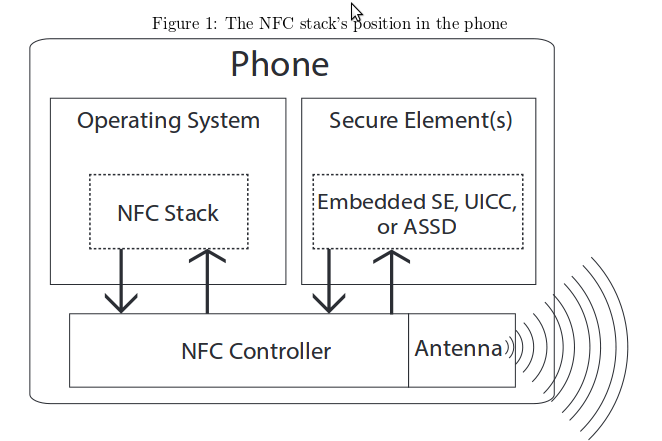 Figure 1: The NFC stack's position in the phone
Phone
Operating System
Secure Element(s)
NFC Stack
Embedded SE, UICC,
or ASSD
NFC Controller
Antenna